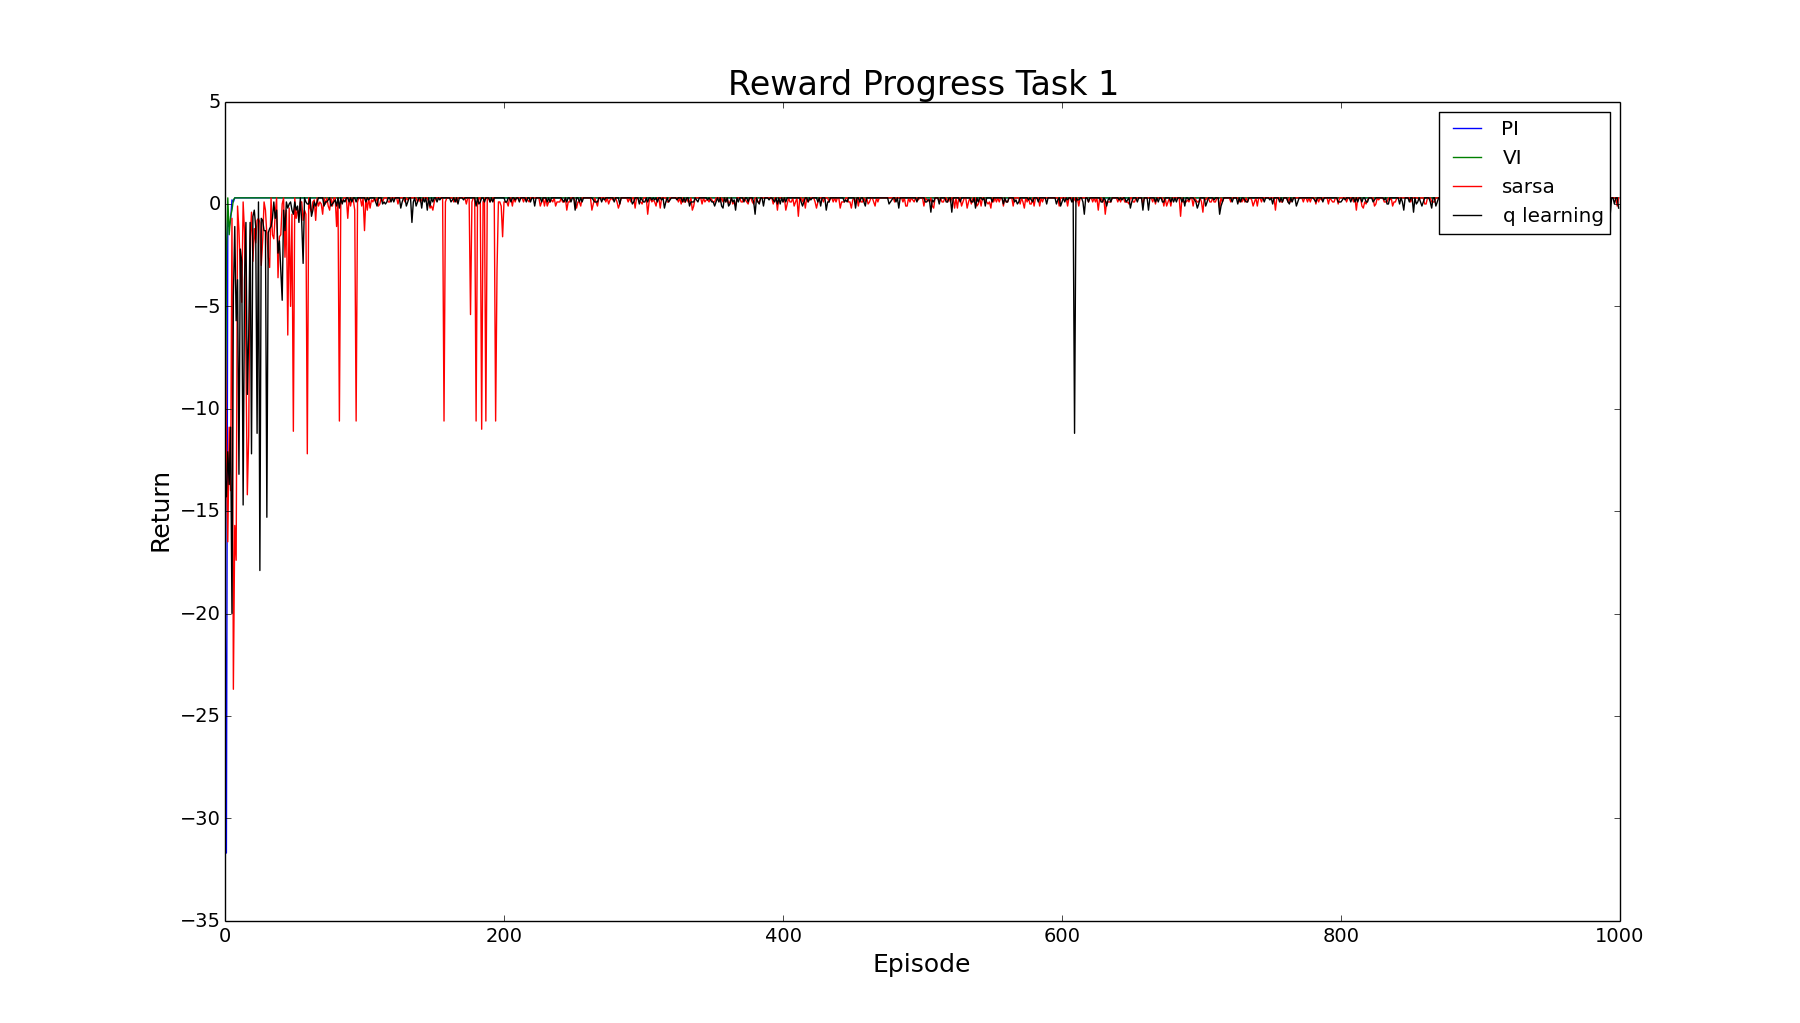 Reward Progress Task 1
5
0
−5
−10
−15
−20
−25
−30
−35
Return
PI
VI
sarsa
q learning
0 200 400 600 800 1000
Episode